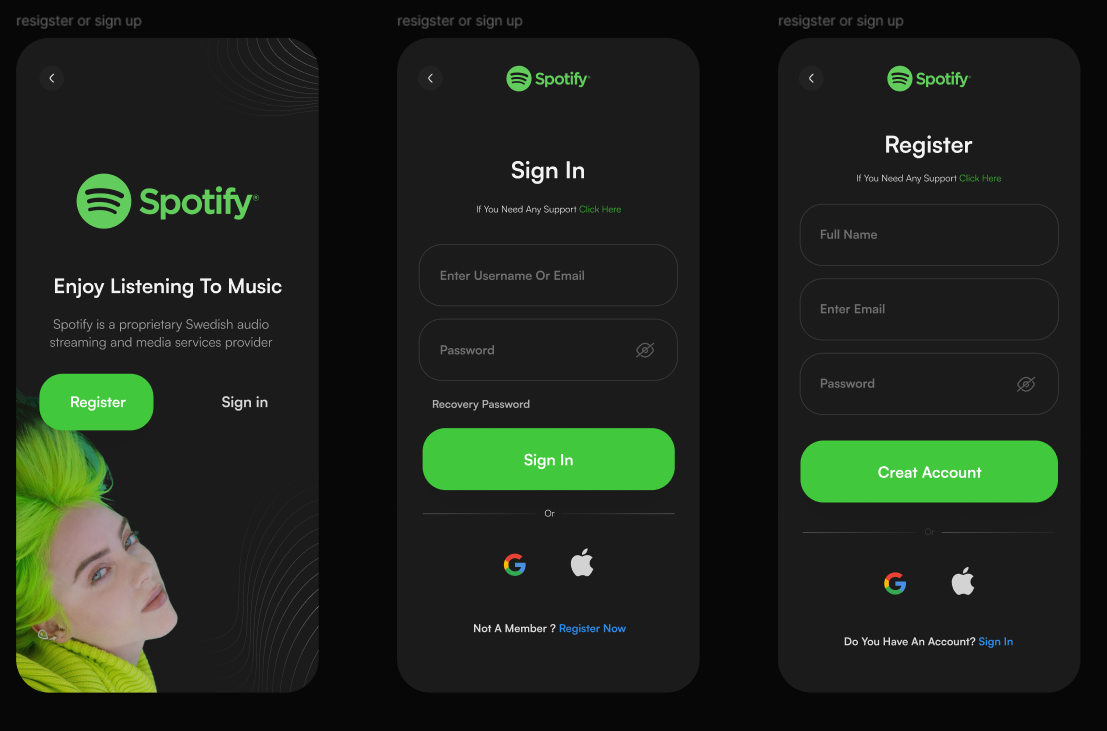 resigster or sign up
Spotify®
Enjoy Listening To Music
Spotify is a proprietary Swedish audio
streaming and media services provider
Register
Sign in
resigster or sign up
Spotify®
Sign In
If You Need Any Support Click Here
Enter Username Or Email
Password
Recovery Password
Sign In
Or
Not A Member ? Register Now
resigster or sign up
Spotify®
Register
If You Need Any Support Click Here
Full Name
Enter Email
Password
Creat Account
Or
Do You Have An Account? Sign In